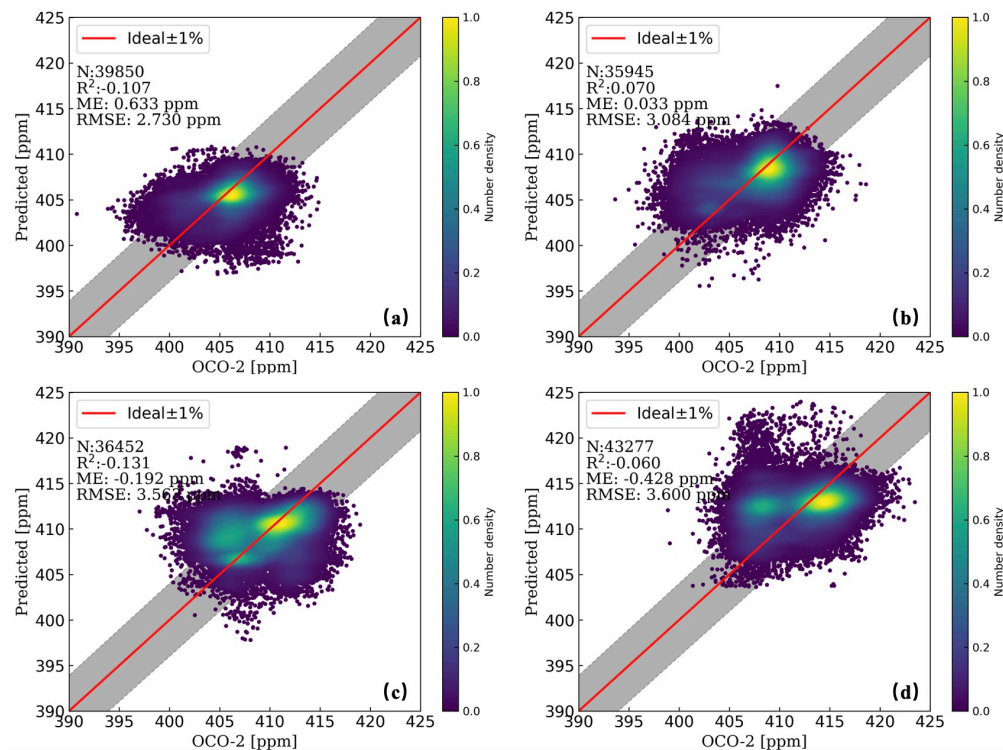 Ideal±1%
N:39850
R²:-0.107
ME: 0.633 ppm
RMSE: 2.730 ppm
425
420
415
410
405
400
395
390
Predicted [ppm]
390 395 400 405 410 415 420 425
OCO-2 [ppm]
(a)
1.0
0.8
0.6
0.4
0.2
0.0
Number density
Ideal±1%
N:35945
R²:0.070
ME: 0.033 ppm
RMSE: 3.084 ppm
425
420
415
410
405
400
395
390
Predicted [ppm]
390 395 400 405 410 415 420 425
OCO-2 [ppm]
(b)
1.0
0.8
0.6
0.4
0.2
0.0
Number density
Ideal±1%
N:36452
R²:-0.131
ME: -0.192 ppm
RMSE: 3.562 ppm
425
420
415
410
405
400
395
390
Predicted [ppm]
390 395 400 405 410 415 420 425
OCO-2 [ppm]
(c)
1.0
0.8
0.6
0.4
0.2
0.0
Number density
Ideal±1%
N:43277
R²:-0.060
ME: -0.428 ppm
RMSE: 3.600 ppm
425
420
415
410
405
400
395
390
Predicted [ppm]
390 395 400 405 410 415 420 425
OCO-2 [ppm]
(d)
1.0
0.8
0.6
0.4
0.2
0.0
Number density